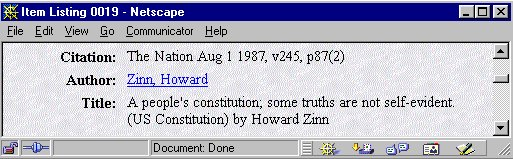 Item Listing 0019 - Netscape
File Edit View Go Communicator Help
Citation: The Nation Aug 1 1987, v245, p87(2)
Author: Zinn, Howard
Title: A people's constitution; some truths are not self-evident.
(US Constitution) by Howard Zinn
Document: Done